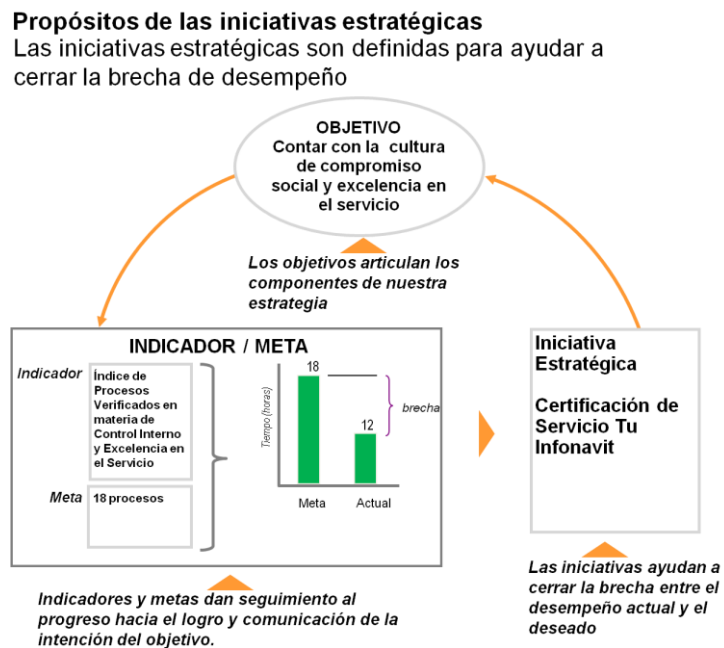 Propósitos de las iniciativas estratégicas
Las iniciativas estratégicas son definidas para ayudar a
cerrar la brecha de desempeño
OBJETIVO
Contar con la cultura
de compromiso
social y excelencia en
el servicio
Los objetivos articulan los
componentes de nuestra
estrategia
INDICADOR / META
Indicador
Índice de
Procesos
Verificados en
materia de
Control Interno
y Excelencia en
el Servicio
Meta
18 procesos
Tiempo (horas)
18
12
brecha
Meta
Actual
Iniciativa
Estratégica
Certificación de
Servicio Tu
Infonavit
Indicadores y metas dan seguimiento al
progreso hacia el logro y comunicación de la
intención del objetivo.
Las iniciativas ayudan a
cerrar la brecha entre el
desempeño actual y el
deseado